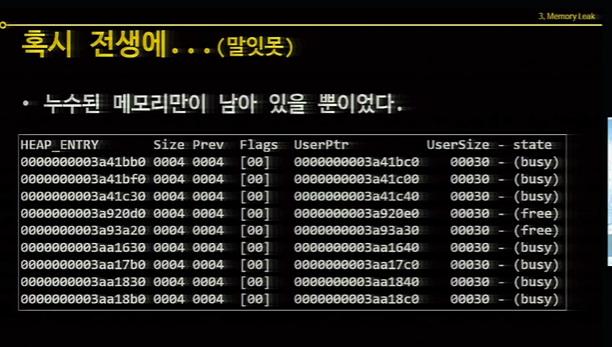 3. Memory Leak
혹시 전생에...(말잇못)
• 누수된 메모리만이 남아 있을 뿐이었다.
HEAP_ENTRY Size Prev Flags UserPtr UserSize - state
0000000003a41bb0 0004 0004 [00] 0000000003a41bc0 00030 - (busy)
0000000003a41bf0 0004 0004 [00] 0000000003a41c00 00030 - (busy)
0000000003a41c30 0004 0004 [00] 0000000003a41c40 00030 - (busy)
0000000003a920d0 0004 0004 [00] 0000000003a920e0 00030 - (free)
0000000003a93a20 0004 0004 [00] 0000000003a93a30 00030 - (free)
0000000003aa1630 0004 0004 [00] 0000000003aa1640 00030 - (busy)
0000000003aa17b0 0004 0004 [00] 0000000003aa17c0 00030 - (busy)
0000000003aa1830 0004 0004 [00] 0000000003aa1840 00030 - (busy)
0000000003aa18b0 0004 0004 [00] 0000000003aa18c0 00030 - (busy)